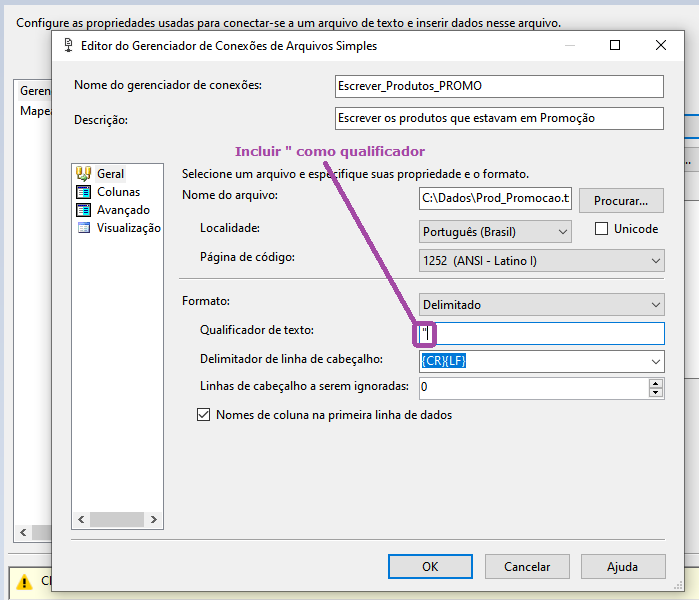 Configure as propriedades usadas para conectar-se a um arquivo de texto e inserir dados nesse arquivo.
Editor do Gerenciador de Conexões de Arquivos Simples
Geren
Mapea
Nome do gerenciador de conexões: Escrever_Produtos_PROMO
Descrição: Escrever os produtos que estavam em Promoção
Incluir " como qualificador
Geral
Colunas
Avançado
Visualização
Selecione um arquivo e especifique suas propriedade e o formato.
Nome do arquivo: C:\Dados\Prod_Promocao.t Procurar...
Localidade: Português (Brasil) Unicode
Página de código: 1252 (ANSI - Latino I)
Formato: Delimitado
Qualificador de texto: "
Delimitador de linha de cabeçalho: {CR}{LF}
Linhas de cabeçalho a serem ignoradas: 0
Nomes de coluna na primeira linha de dados
OK Cancelar Ajuda